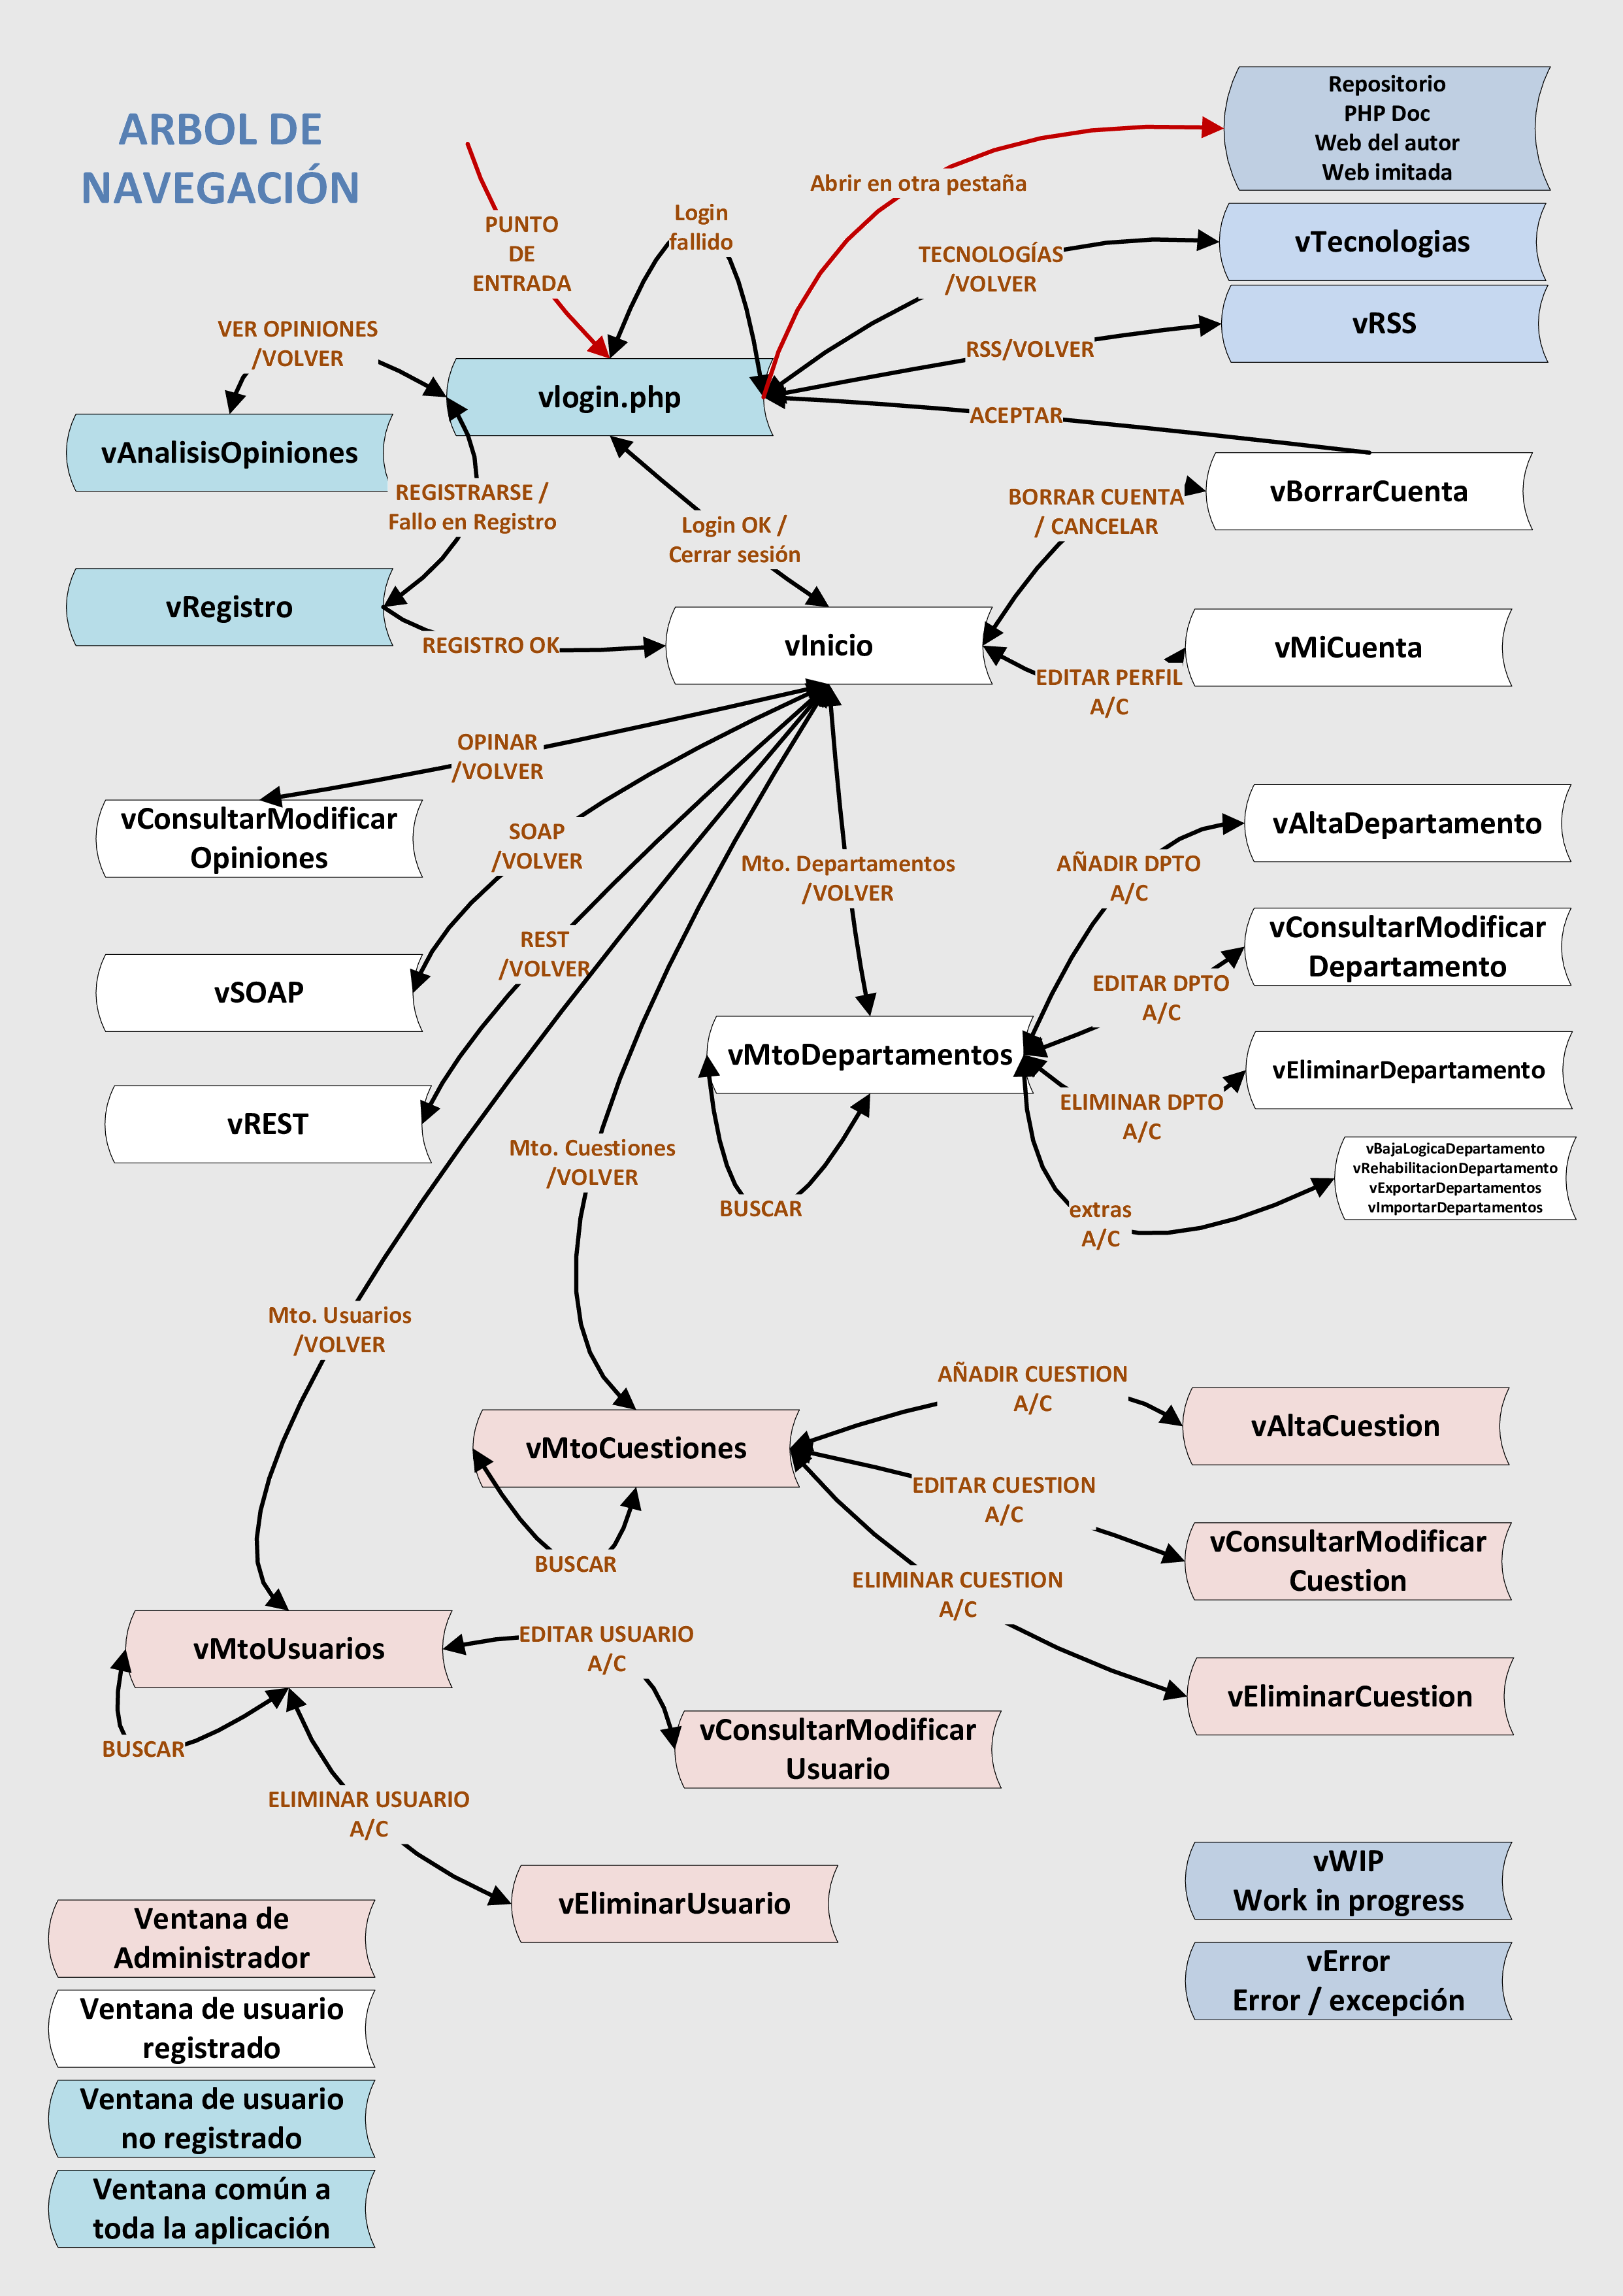 ARBOL DE
NAVEGACIÓN
Repositorio
PHP Doc
Web del autor
Web imitada
Abrir en otra pestaña
PUNTO
DE
ENTRADA
Login
fallido
TECNOLOGÍAS
/VOLVER
vTecnologias
RSS/VOLVER
vRSS
VER OPINIONES
/VOLVER
vlogin.php
ACEPTAR
vAnalisisOpiniones
REGISTRARSE /
Fallo en Registro
Login OK /
Cerrar sesión
BORRAR CUENTA
/ CANCELAR
vBorrarCuenta
vRegistro
REGISTRO OK
vInicio
EDITAR PERFIL
A/C
vMiCuenta
OPINAR
/VOLVER
vConsultarModificar
Opiniones
SOAP
/VOLVER
Mto. Departamentos
/VOLVER
AÑADIR DPTO
A/C
vAltaDepartamento
REST
/VOLVER
vSOAP
EDITAR DPTO
A/C
vConsultarModificar
Departamento
vMtoDepartamentos
vREST
ELIMINAR DPTO
A/C
vEliminarDepartamento
Mto. Cuestiones
/VOLVER
BUSCAR
extras
A/C
vBajaLogicaDepartamento
vRehabilitacionDepartamento
vExportarDepartamentos
vImportarDepartamentos
Mto. Usuarios
/VOLVER
AÑADIR CUESTION
A/C
vAltaCuestion
vMtoCuestiones
EDITAR CUESTION
A/C
vConsultarModificar
Cuestion
BUSCAR
ELIMINAR CUESTION
A/C
vEliminarCuestion
vMtoUsuarios
EDITAR USUARIO
A/C
vConsultarModificar
Usuario
BUSCAR
ELIMINAR USUARIO
A/C
vEliminarUsuario
vWIP
Work in progress
vError
Error / excepción
Ventana de
Administrador
Ventana de usuario
registrado
Ventana de usuario
no registrado
Ventana común a
toda la aplicación